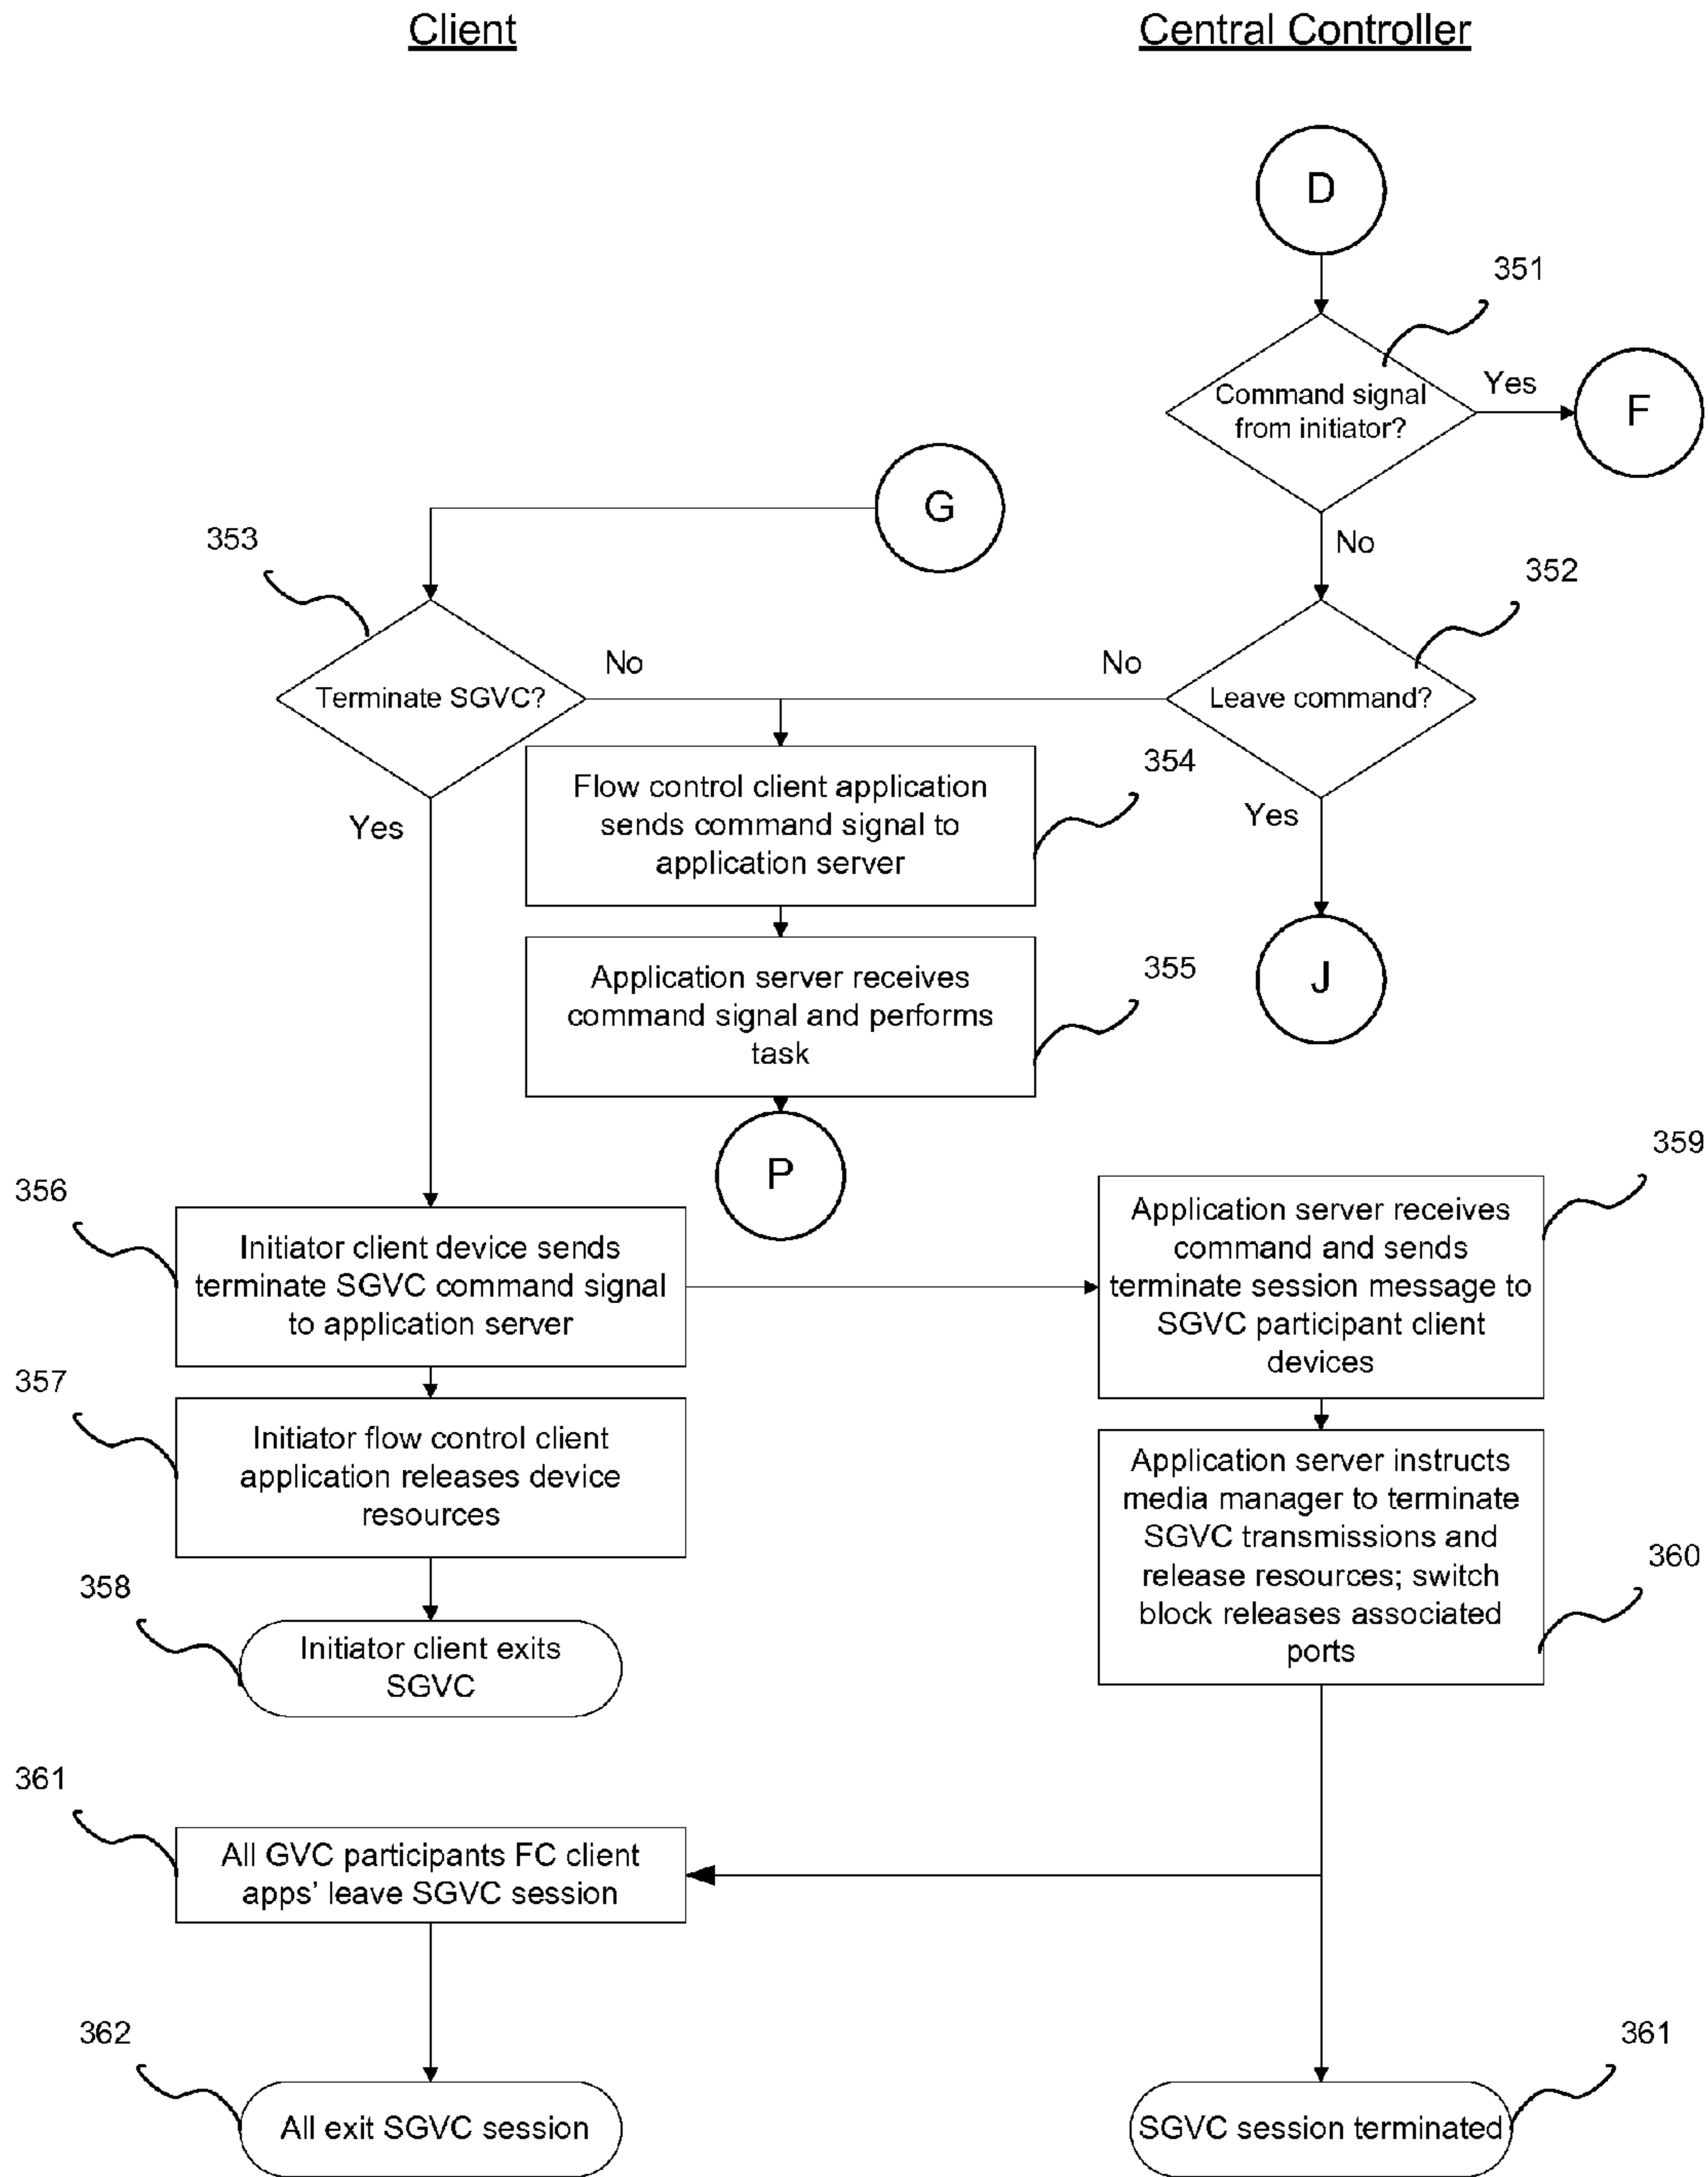 Client
Central Controller
D
351
Command signal
from initiator?
Yes
F
G
No
353
352
Terminate SGVC?
No
No
Leave command?
354
Flow control client application
sends command signal to
application server
Yes
Yes
355
Application server receives
command signal and performs
task
J
P
359
356
Initiator client device sends
terminate SGVC command signal
to application server
Application server receives
command and sends
terminate session message to
SGVC participant client
devices
357
Initiator flow control client
application releases device
resources
Application server instructs
media manager to terminate
SGVC transmissions and
release resources; switch
block releases associated
ports
360
358
Initiator client exits
SGVC
361
All GVC participants FC client
apps' leave SGVC session
362
361
All exit SGVC session
SGVC session terminated